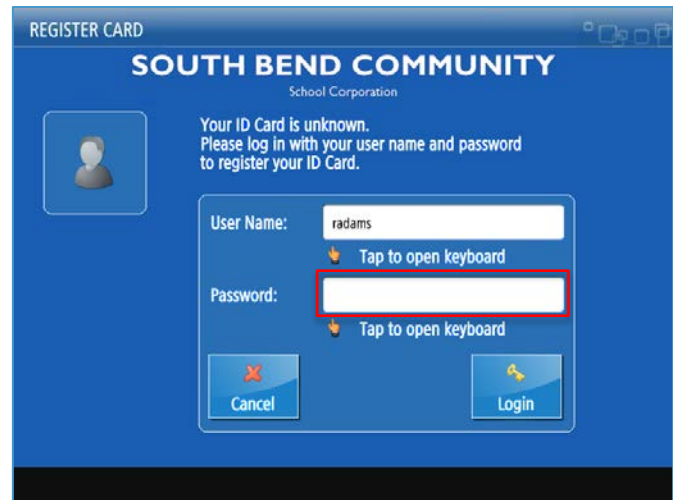 REGISTER CARD
SOUTH BEND COMMUNITY
School Corporation
Your ID Card is unknown.
Please log in with your user name and password
to register your ID Card.
User Name: radams
Tap to open keyboard
Password:
Tap to open keyboard
Cancel Login